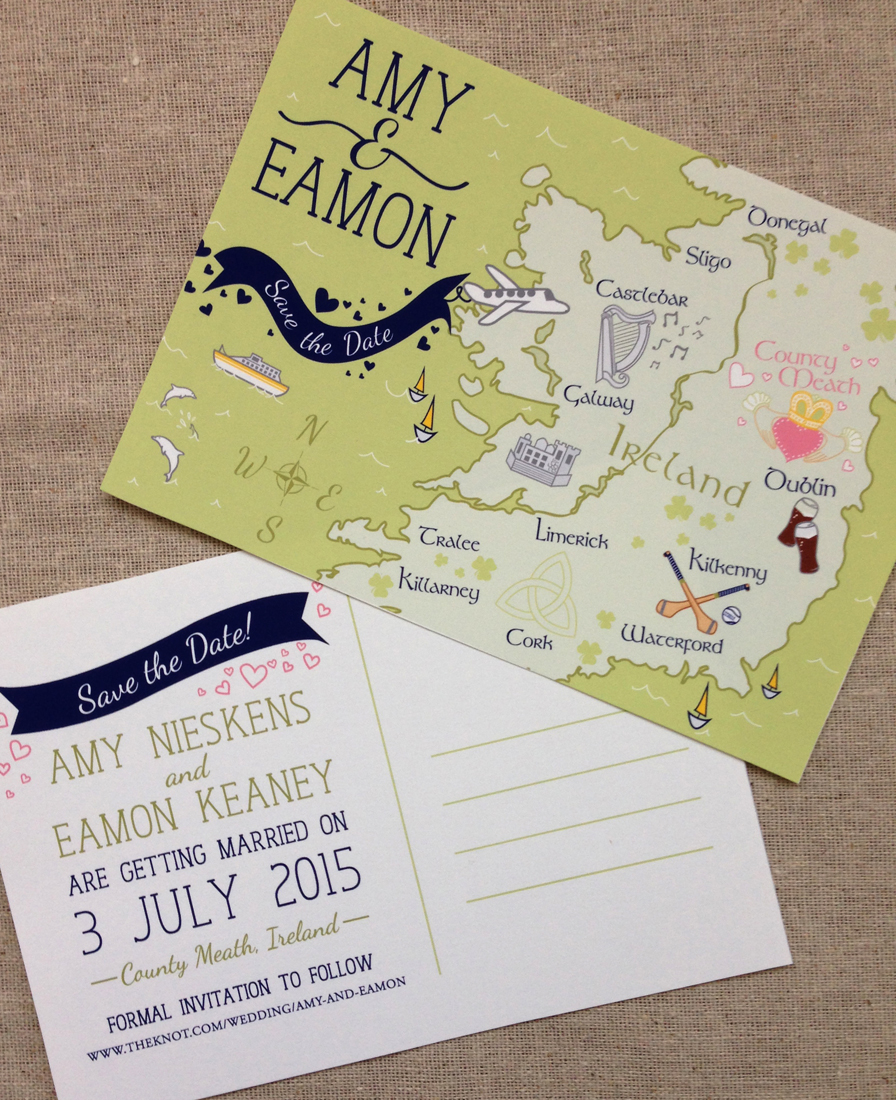 AMY
&
EAMON
Save the Date
N
W E
S
Donegal
Sligo
Castlebar
County
Meath
Galway
Ireland
Dublin
Limerick
Tralee
Kilkenny
Killarney
Waterford
Cork
Save the Date!
AMY NIESKENS
and
EAMON KEANEY
ARE GETTING MARRIED ON
3 JULY 2015
—County Meath, Ireland—
FORMAL INVITATION TO FOLLOW
WWW.THEKNOT.COM/WEDDING/AMY-AND-EAMON